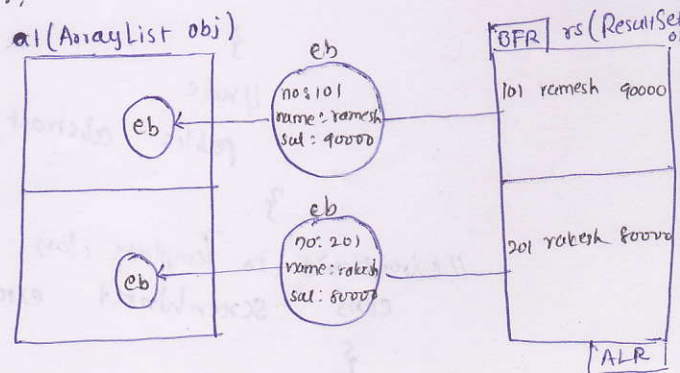 al (ArrayList obj)
eb
eb
eb
no: 101
name: ramesh
sal: 90000
eb
no: 201
name: rakesh
sal: 80000
BFR rs (ResultSet
101 ramesh 90000
201 rakesh 80000
ALR